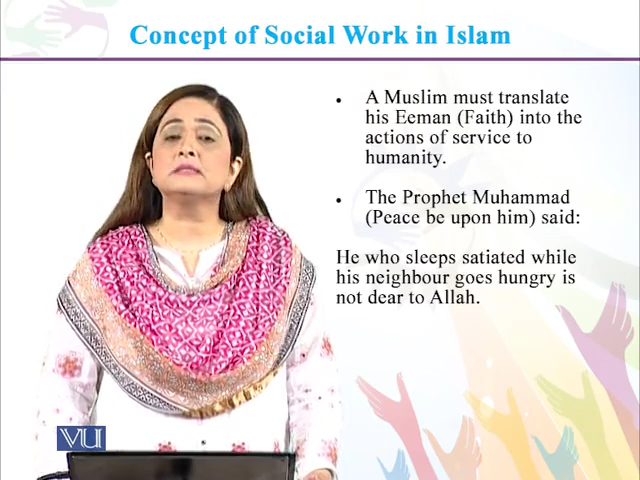 Concept of Social Work in Islam
• A Muslim must translate
his Eeman (Faith) into the
actions of service to
humanity.
• The Prophet Muhammad
(Peace be upon him) said:
He who sleeps satiated while
his neighbour goes hungry is
not dear to Allah.
VU